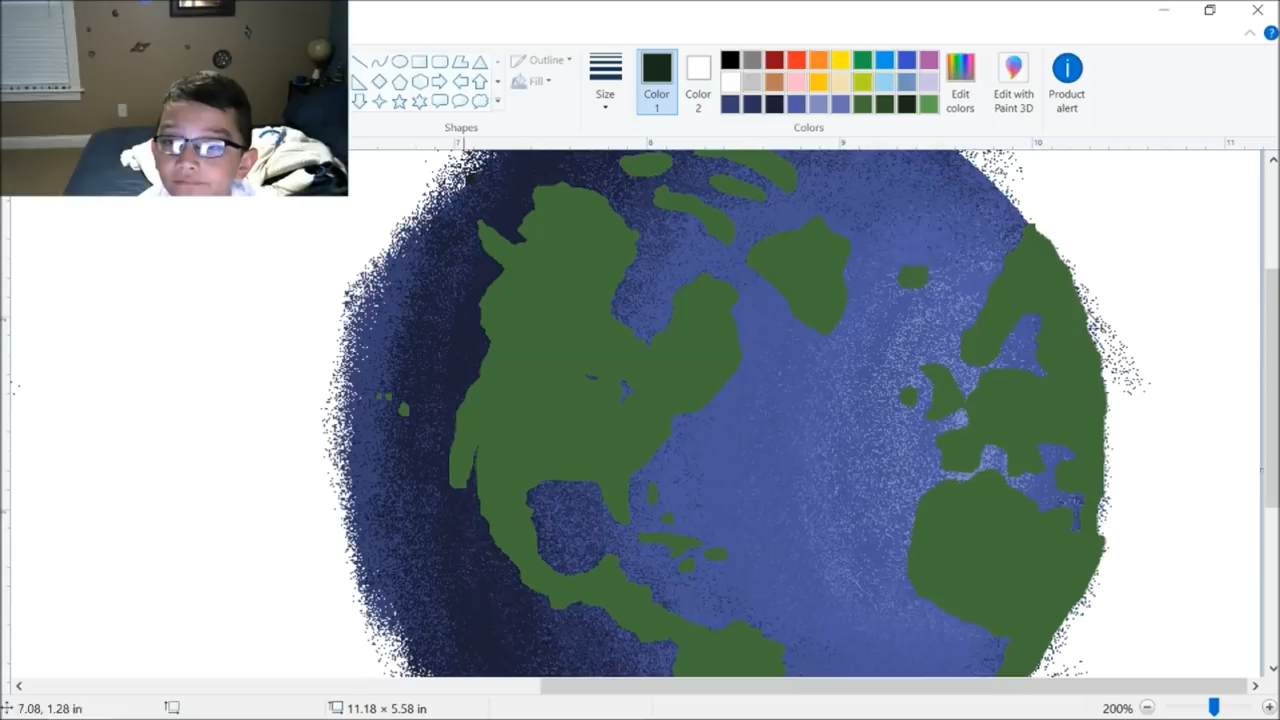 Outline
Fill
Size
Color
1
Color
2
Edit
colors
Edit with
Paint 3D
Product
alert
Shapes
Colors
7 8 9 10 11
7.08, 1.28 in
11.18 × 5.58 in
200%